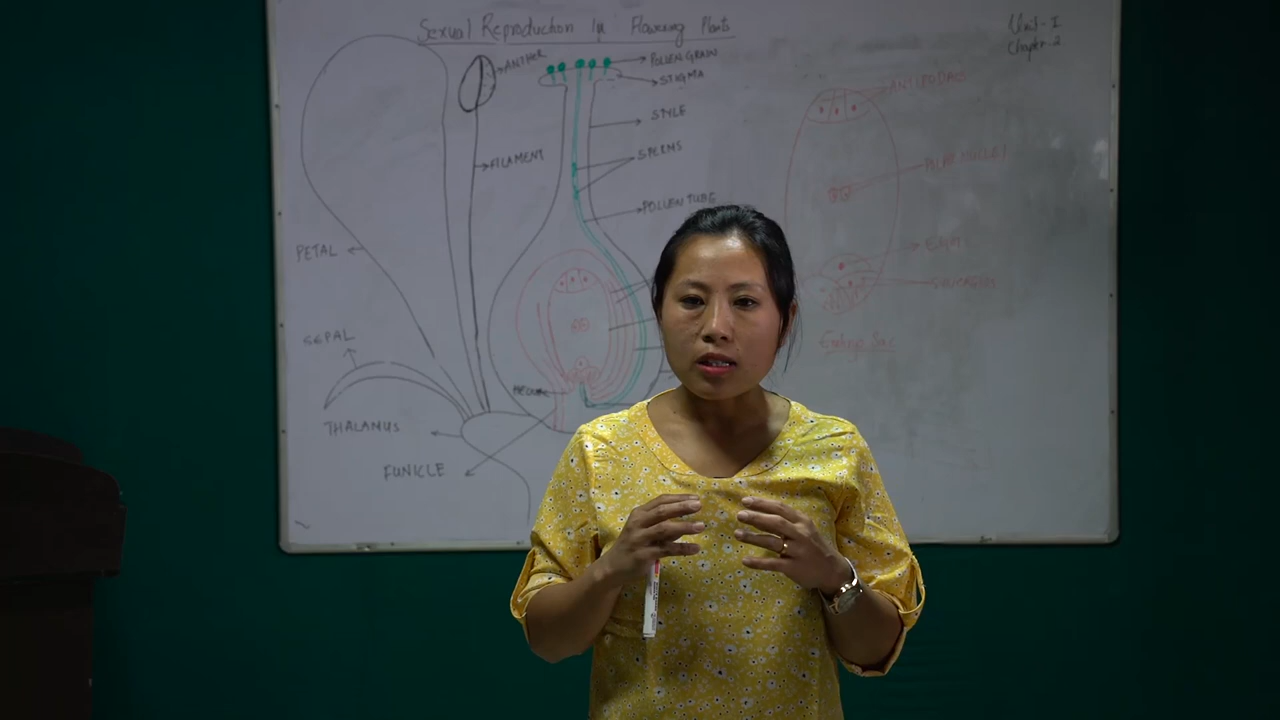 Sexual Reproduction In Flowering Plants
Unit-I
Chapter-2
ANTHER
POLLEN GRAIN
STIGMA
STYLE
FILAMENT
SPERMS
POLLEN TUBE
PETAL
SEPAL
THALAMUS
FUNICLE
ANTIPODALS
POLAR NUCLEI
SYNERGIDS
Embryo Sac